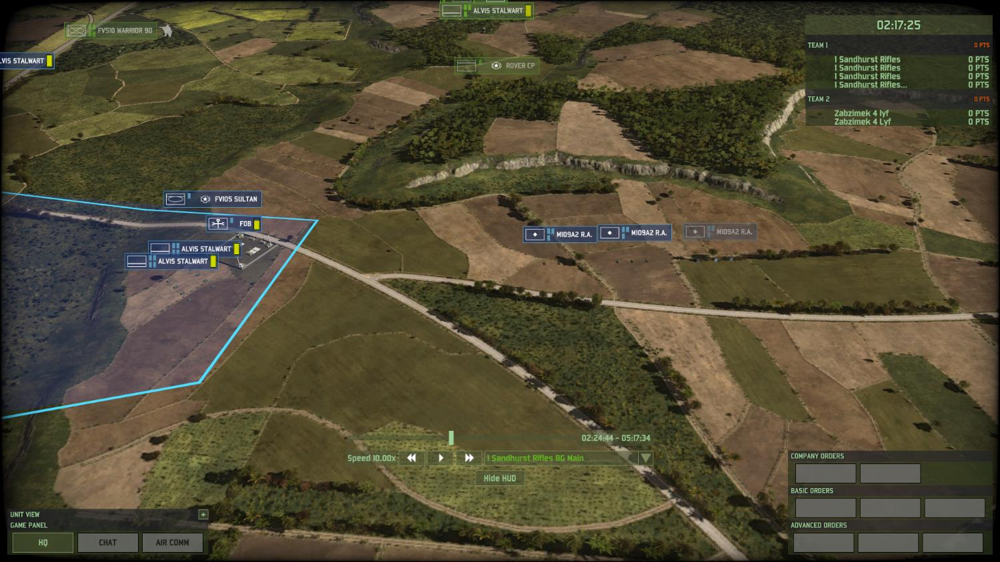 ALVIS STALWART
FV510 WARRIOR 90
LVIS STALWART
ROVER CP
02:17:25
TEAM 1 0 PTS
1 Sandhurst Rifles 0 PTS
1 Sandhurst Rifles 0 PTS
1 Sandhurst Rifles 0 PTS
1 Sandhurst Rifles... 0 PTS
TEAM 2 0 PTS
Zabzimek 4 lyf 0 PTS
Zabzimek 4 Lyf 0 PTS
FV105 SULTAN
FOB
ALVIS STALWART
ALVIS STALWART
M109A2 R.A.
M109A2 R.A.
M109A2 R.A.
02:24:44 - 05:17:34
Speed 10.00x
1 Sandhurst Rifles BG Main
Hide HUD
UNIT VIEW +
GAME PANEL
HQ CHAT AIR COMM
COMPANY ORDERS
BASIC ORDERS
ADVANCED ORDERS